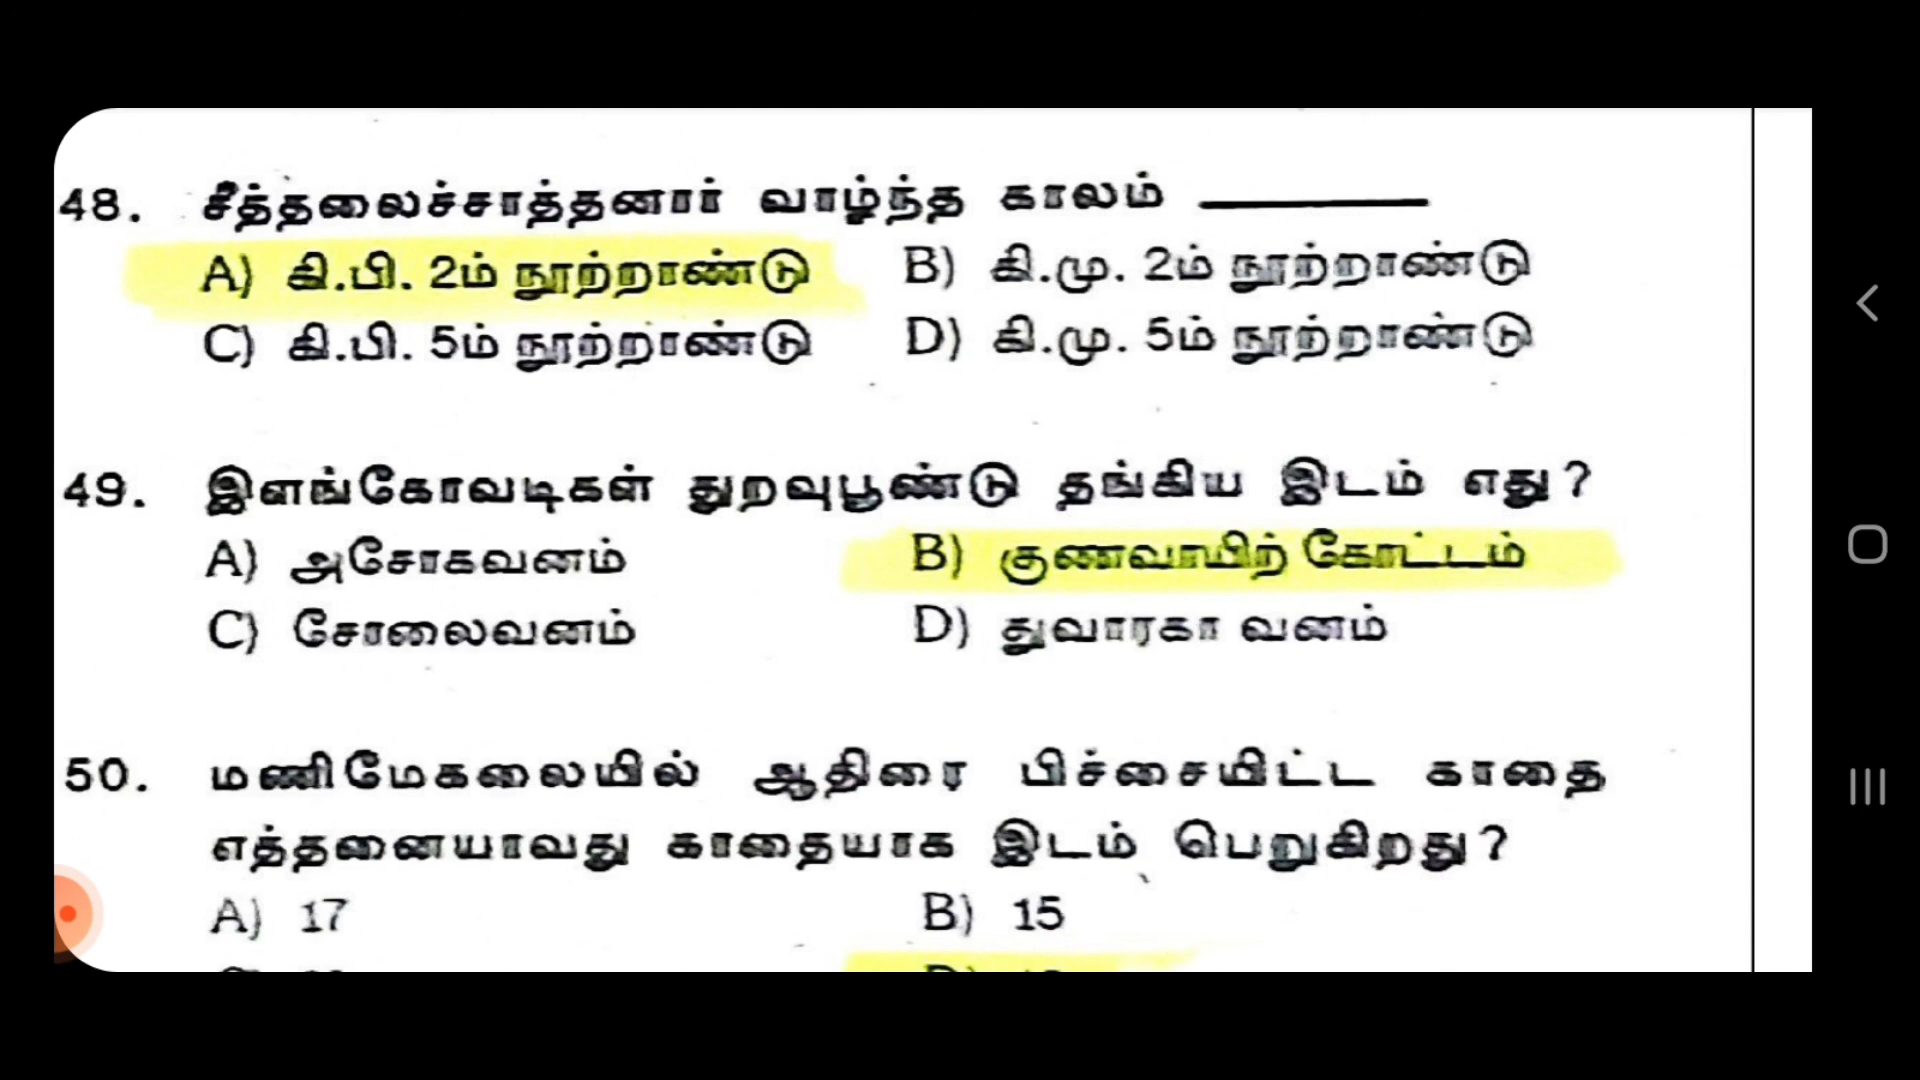 48. சீத்தலைச்சாத்தனார் வாழ்ந்த காலம் ________
A) கி.பி. 2ம் நூற்றாண்டு B) கி.மு. 2ம் நூற்றாண்டு
C) கி.பி. 5ம் நூற்றாண்டு D) கி.மு. 5ம் நூற்றாண்டு
49. இளங்கோவடிகள் துறவுபூண்டு தங்கிய இடம் எது?
A) அசோகவனம் B) குணவாயிற் கோட்டம்
C) சோலைவனம் D) துவாரகா வனம்
50. மணிமேகலையில் ஆதிரை பிச்சையிட்ட காதை
எத்தனையாவது காதையாக இடம் பெறுகிறது?
A) 17 B) 15